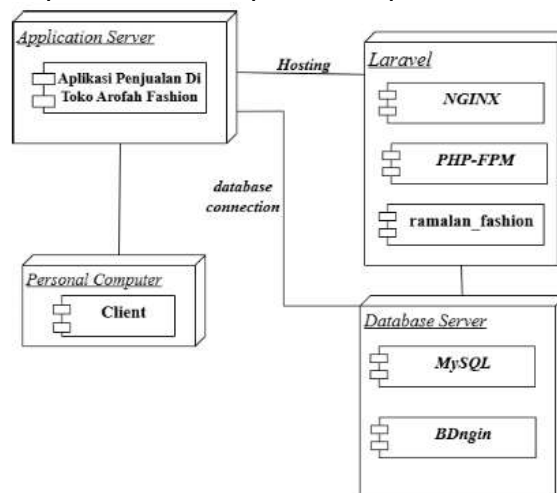 Application Server
Aplikasi Penjualan Di
Toko Arofah Fashion
Hosting
Laravel
NGINX
PHP-FPM
ramalan_fashion
database
connection
Personal Computer
Client
Database Server
MySQL
BDngin